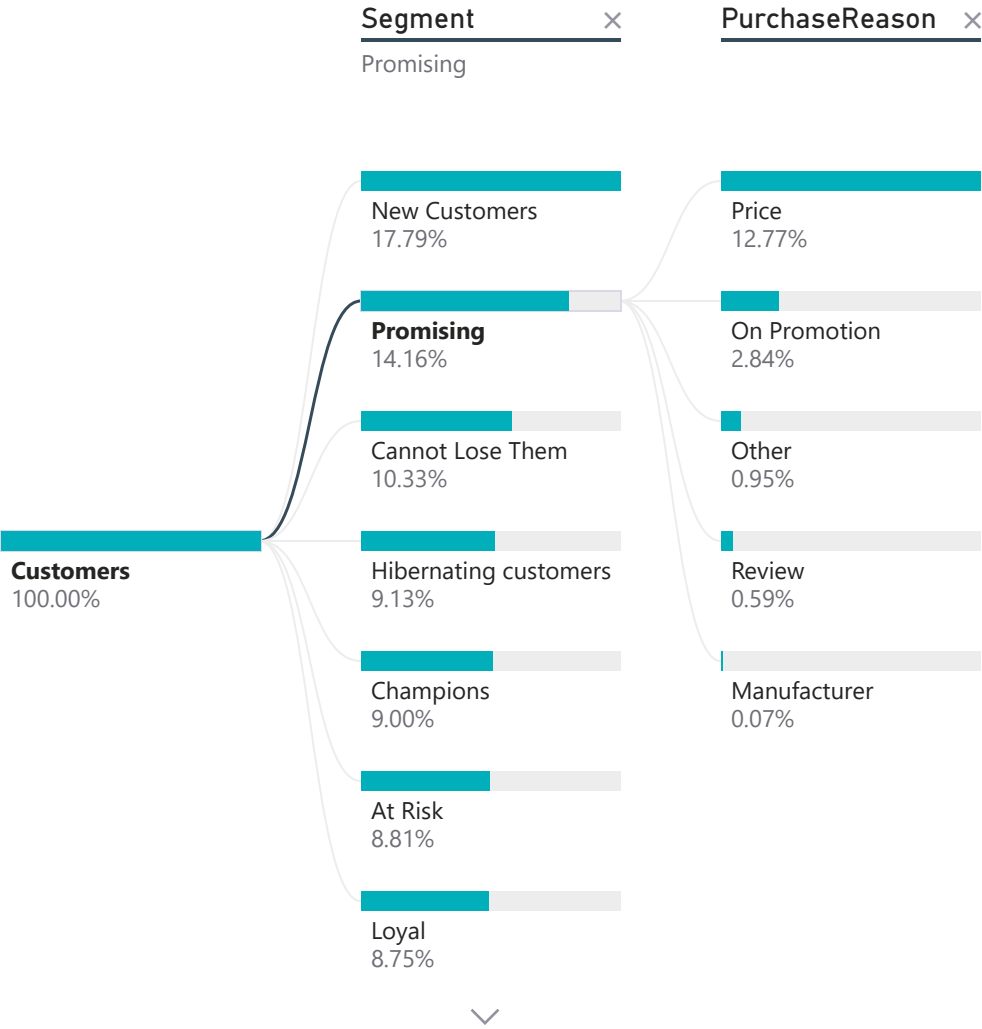 Segment
PurchaseReason
Promising
New Customers
17.79%
Price
12.77%
Promising
14.16%
On Promotion
2.84%
Cannot Lose Them
10.33%
Other
0.95%
Customers
100.00%
Hibernating customers
9.13%
Review
0.59%
Champions
9.00%
Manufacturer
0.07%
At Risk
8.81%
Loyal
8.75%